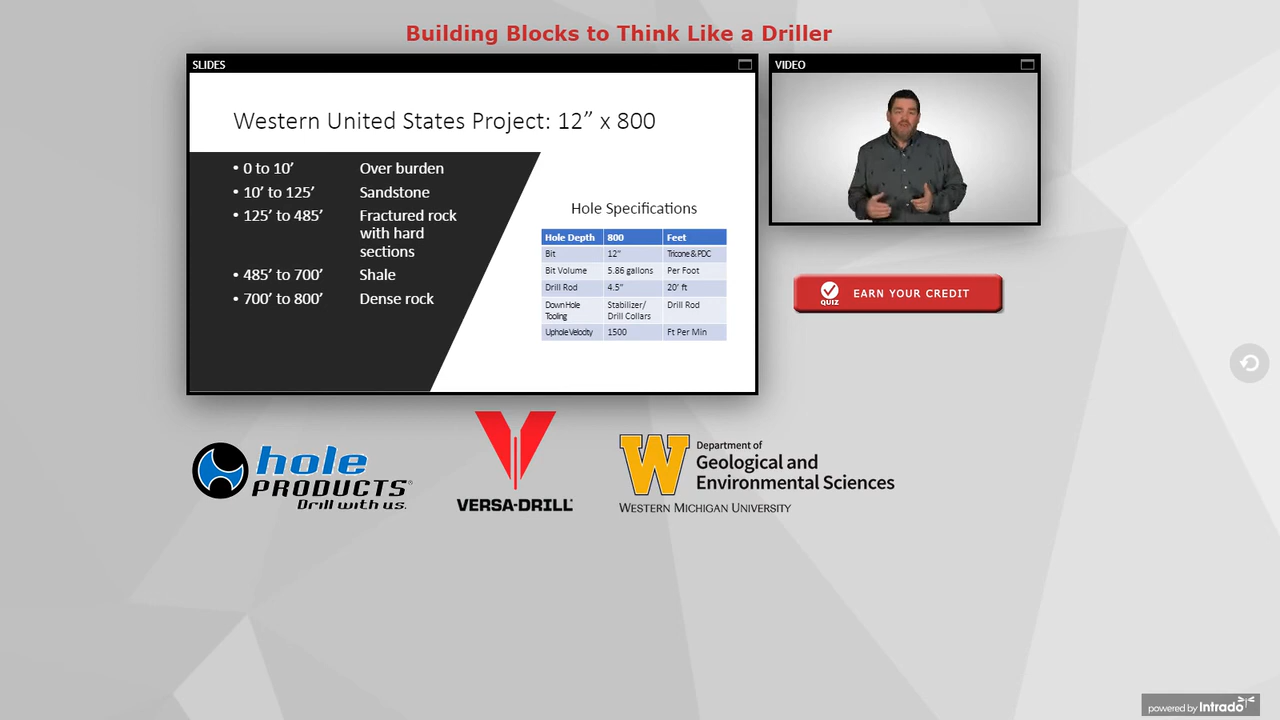 Building Blocks to Think Like a Driller
SLIDES
Western United States Project: 12” x 800
• 0 to 10’ Over burden
• 10’ to 125’ Sandstone
• 125’ to 485’ Fractured rock
with hard
sections
• 485’ to 700’ Shale
• 700’ to 800’ Dense rock
Hole Specifications
Hole Depth 800 Feet
Bit 12" Tricone & PDC
Bit Volume 5.86 gallons Per Foot
Drill Rod 4.5” 20’ ft
Down Hole Tooling Stabilizer/ Drill Collars Drill Rod
Uphole Velocity 1500 Ft Per Min
VIDEO
QUIZ EARN YOUR CREDIT
hole
PRODUCTS®
Drill with us.
VERSA-DRILL®
W
Department of
Geological and
Environmental Sciences
WESTERN MICHIGAN UNIVERSITY
powered by Intrado